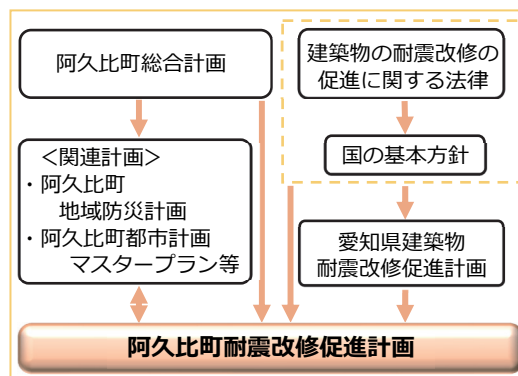 阿久比町総合計画
＜関連計画＞
・阿久比町
地域防災計画
・阿久比町都市計画
マスタープラン等
建築物の耐震改修の
促進に関する法律
国の基本方針
愛知県建築物
耐震改修促進計画
阿久比町耐震改修促進計画